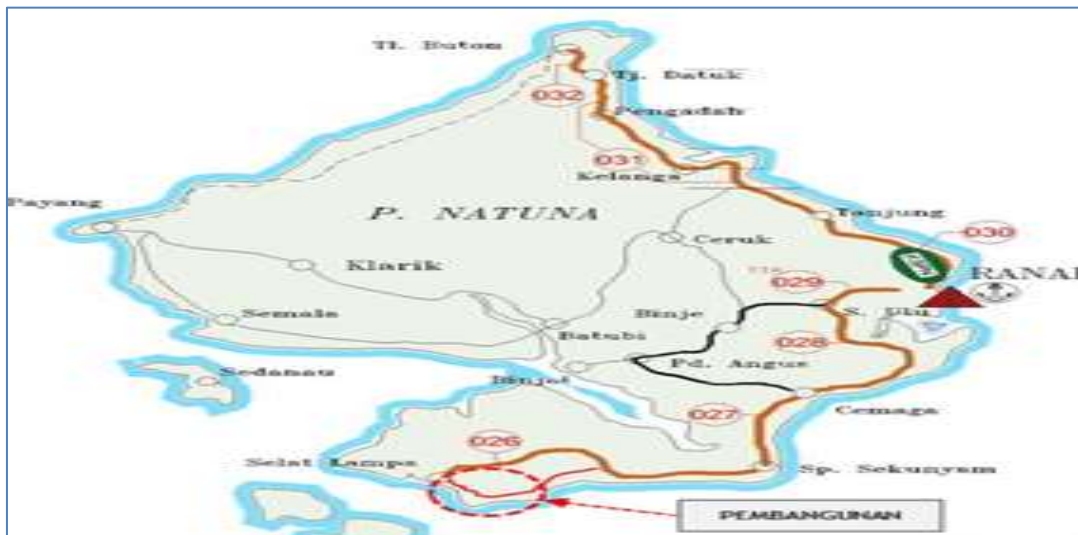 Tl. Butom
Tj. Datuk
032
Pengadah
031
Kelanga
Payang
P. NATUNA
Tanjung
030
Ceruk
Klarik
029
RANAI
Semala
Binje
S. Ulu
Batubi
028
Sedanau
Pd. Angus
Binjai
027
Cemaga
026
Selat Lampa
Sp. Sekunyam
PEMBANGUNAN